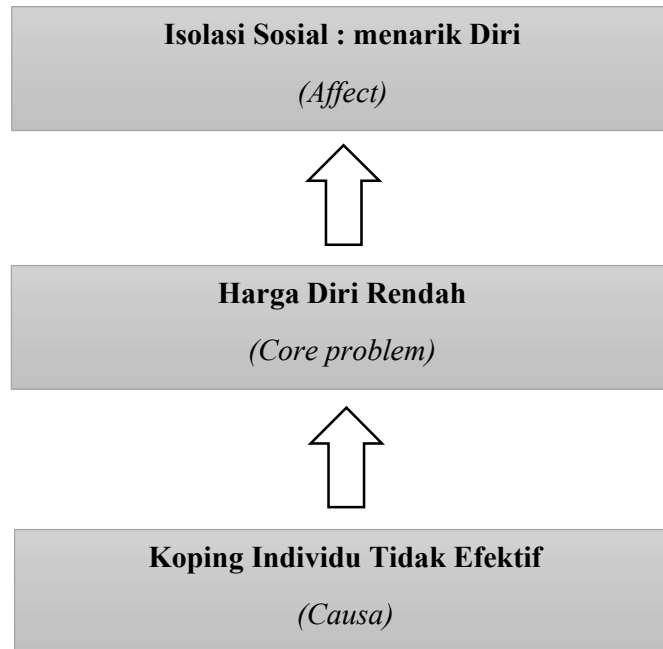 Isolasi Sosial : menarik Diri
(Affect)
Harga Diri Rendah
(Core problem)
Koping Individu Tidak Efektif
(Causa)